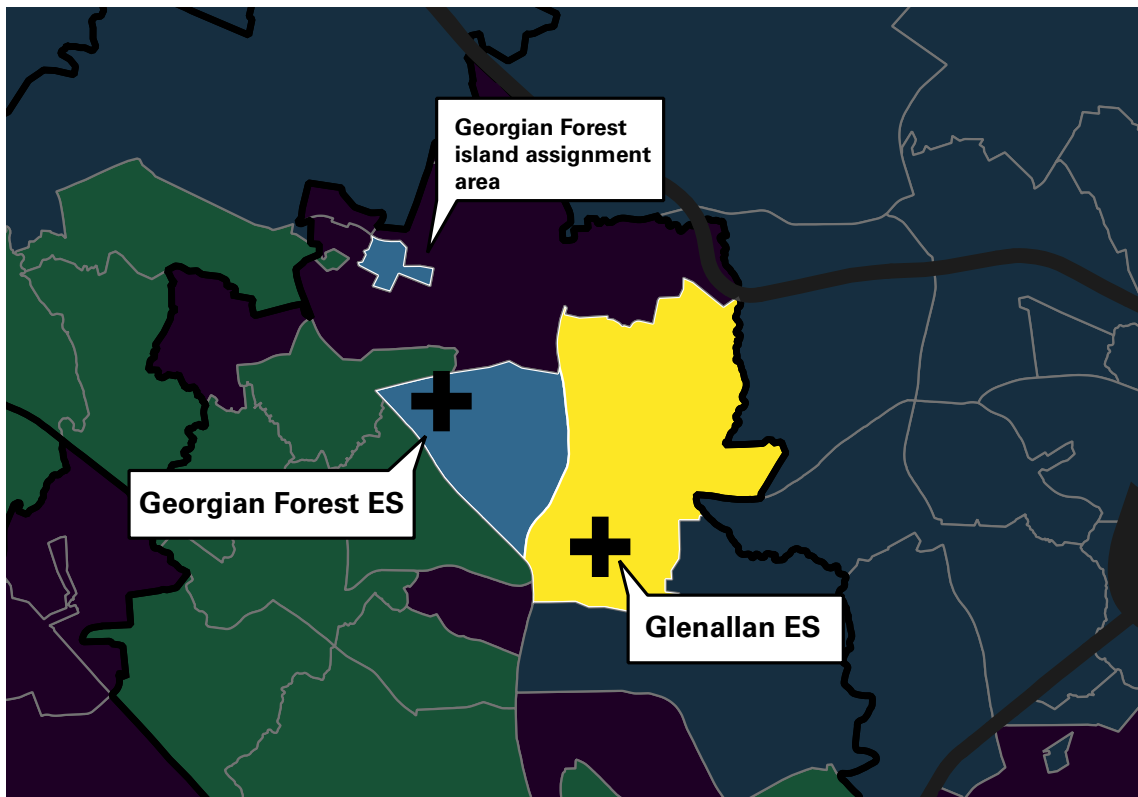 Georgian Forest
island assignment
area
Georgian Forest ES
Glenallan ES